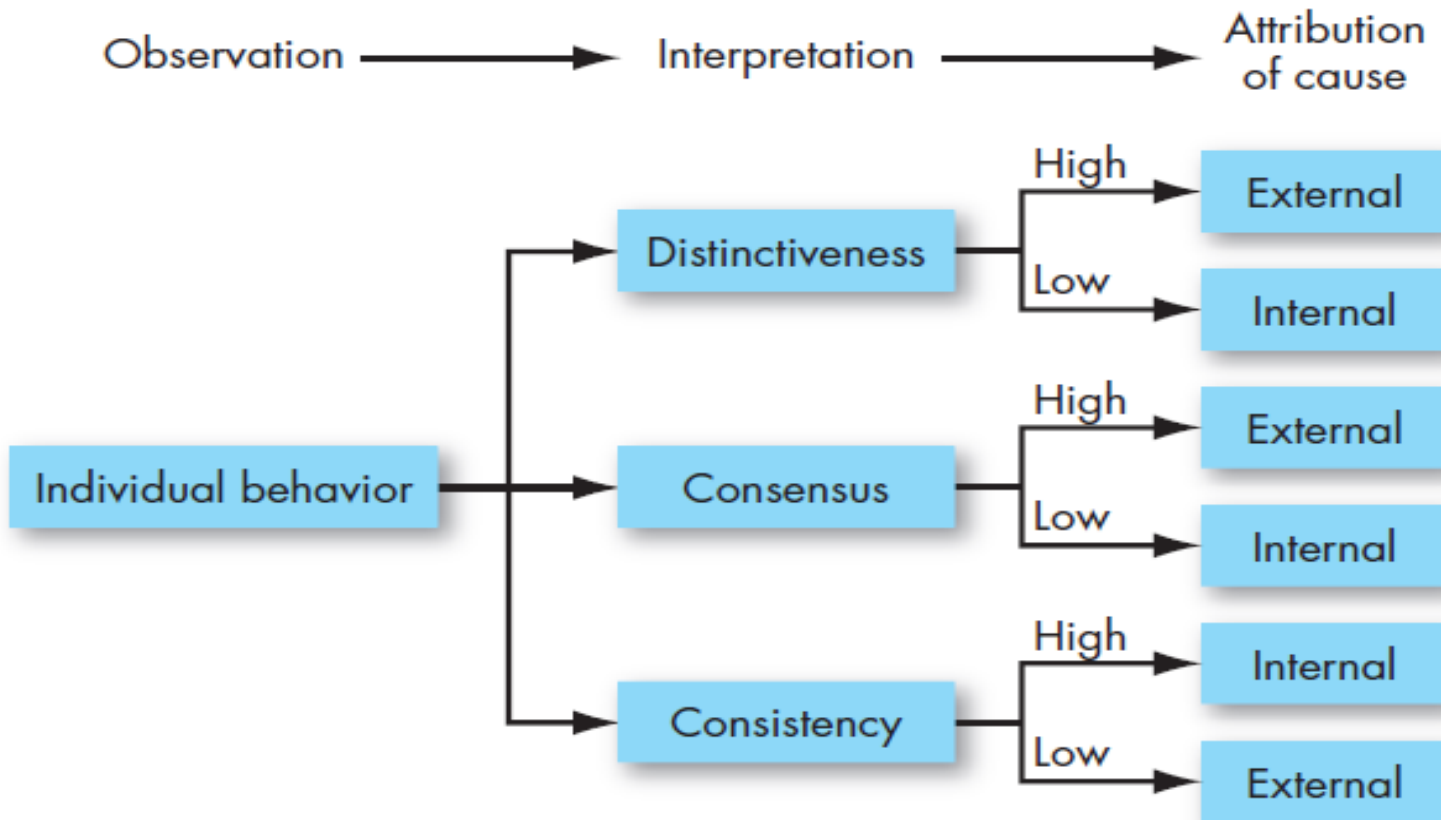 Observation
Interpretation
Attribution
of cause
High
External
Distinctiveness
Low
Internal
High
External
Individual behavior
Consensus
Low
Internal
High
Internal
Consistency
Low
External